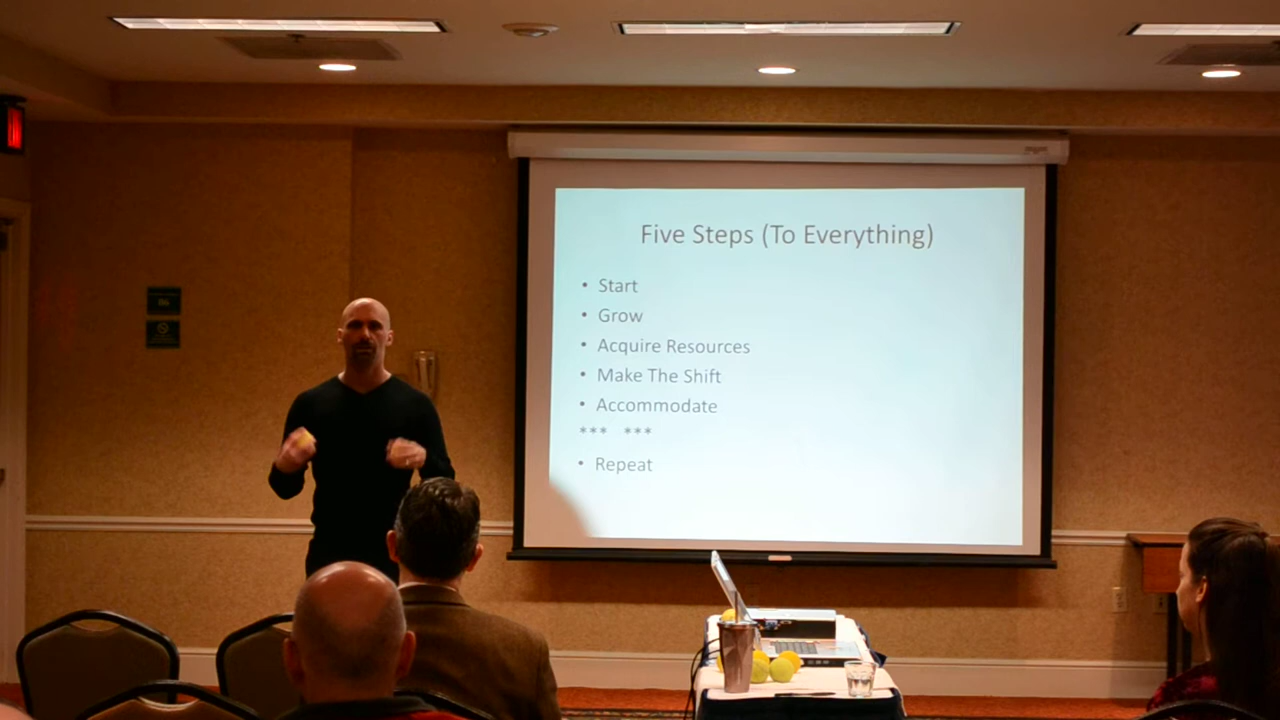 Five Steps (To Everything)
• Start
• Grow
• Acquire Resources
• Make The Shift
• Accommodate
*** ***
• Repeat